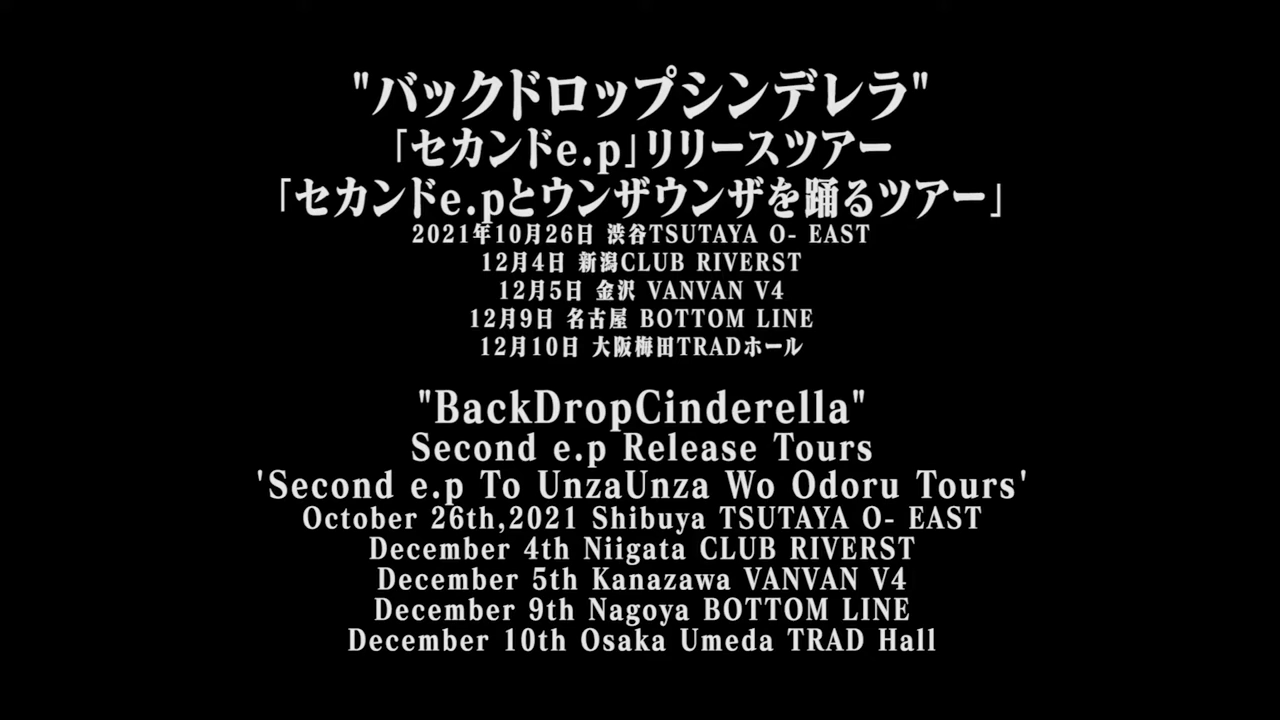 "バックドロップシンデレラ"
「セカンドe.p」リリースツアー
「セカンドe.pとウンザウンザを踊るツアー」
2021年10月26日 渋谷TSUTAYA O- EAST
12月4日 新潟CLUB RIVERST
12月5日 金沢 VANVAN V4
12月9日 名古屋 BOTTOM LINE
12月10日 大阪梅田TRADホール
"BackDropCinderella"
Second e.p Release Tours
'Second e.p To UnzaUnza Wo Odoru Tours'
October 26th,2021 Shibuya TSUTAYA O- EAST
December 4th Niigata CLUB RIVERST
December 5th Kanazawa VANVAN V4
December 9th Nagoya BOTTOM LINE
December 10th Osaka Umeda TRAD Hall